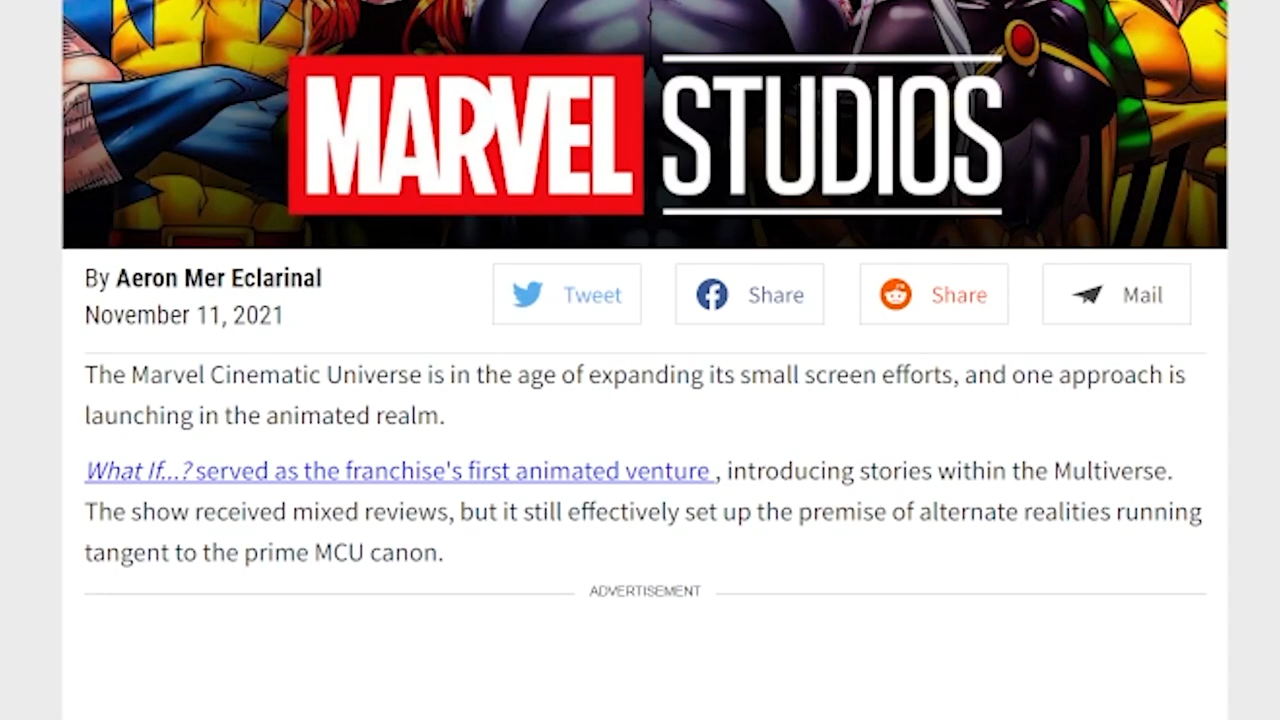 MARVEL STUDIOS
By Aeron Mer Eclarinal
November 11, 2021
Tweet
Share
Share
Mail
The Marvel Cinematic Universe is in the age of expanding its small screen efforts, and one approach is
launching in the animated realm.
What If...? served as the franchise's first animated venture , introducing stories within the Multiverse.
The show received mixed reviews, but it still effectively set up the premise of alternate realities running
tangent to the prime MCU canon.
ADVERTISEMENT